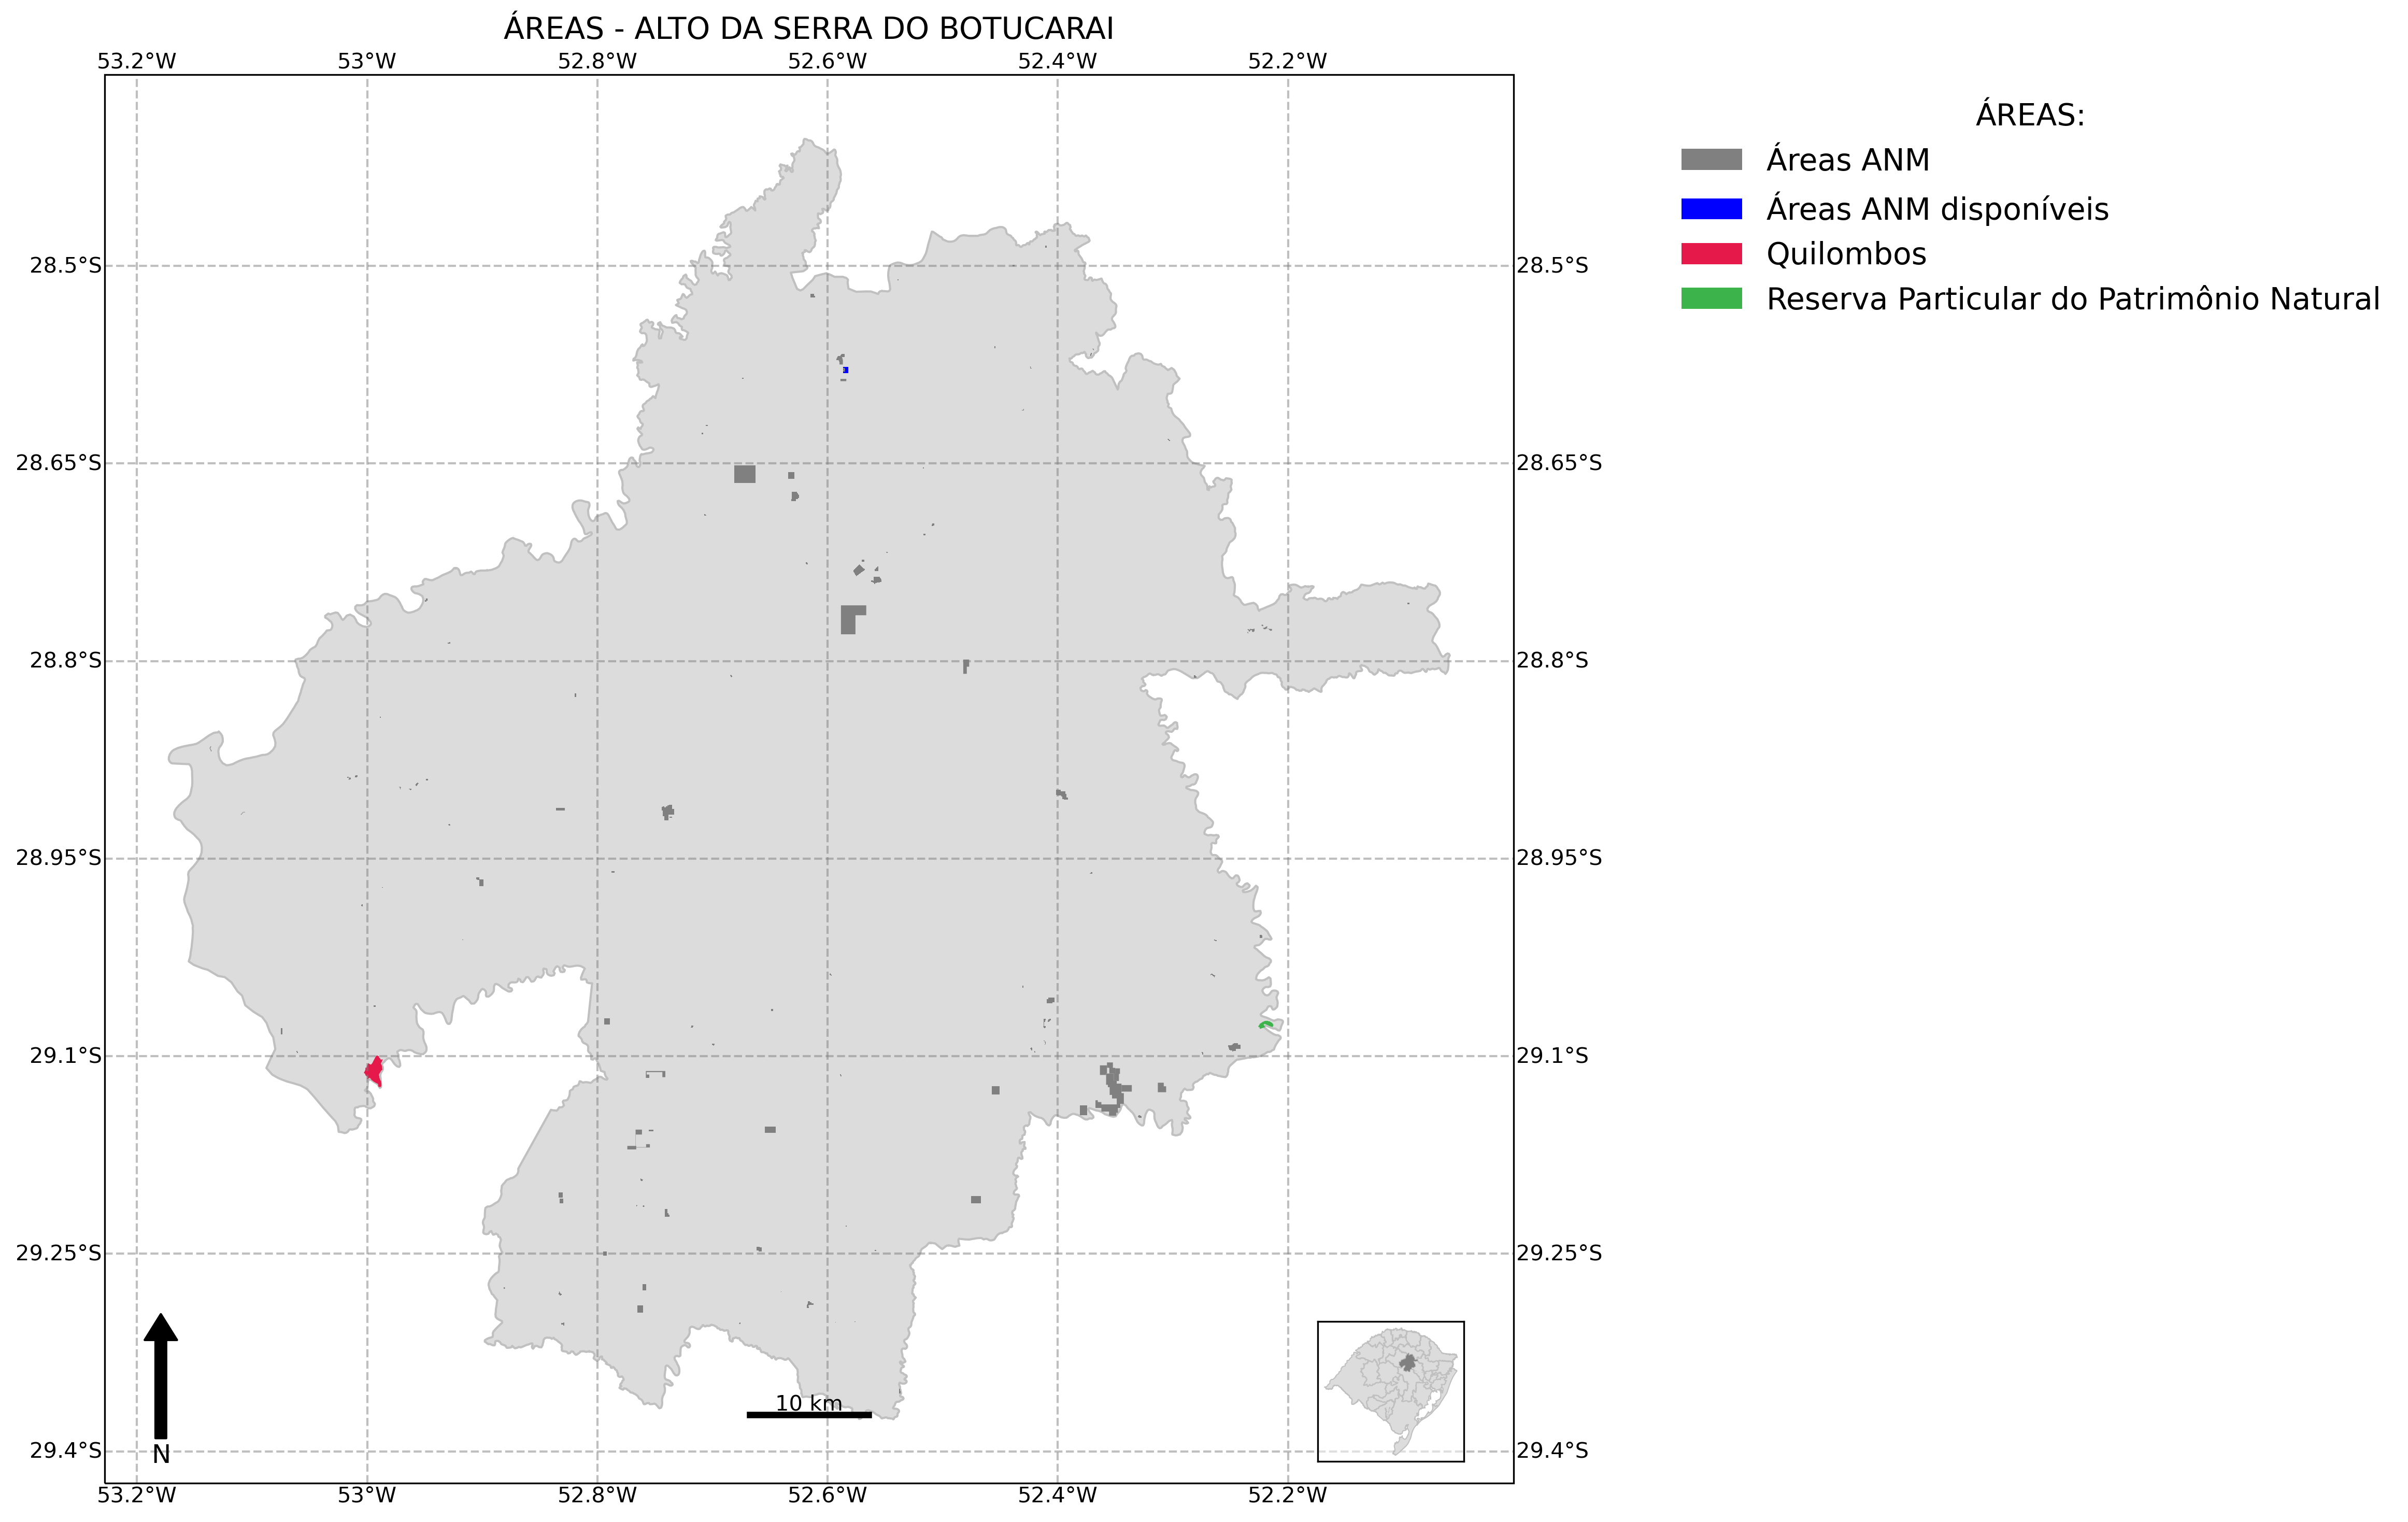 ÁREAS - ALTO DA SERRA DO BOTUCARAI
53.2°W 53°W 52.8°W 52.6°W 52.4°W 52.2°W
ÁREAS:
Áreas ANM
Áreas ANM disponíveis
Quilombos
Reserva Particular do Patrimônio Natural
28.5°S 28.5°S
28.65°S 28.65°S
28.8°S 28.8°S
28.95°S 28.95°S
29.1°S 29.1°S
29.25°S 29.25°S
10 km
29.4°S 29.4°S
N
53.2°W 53°W 52.8°W 52.6°W 52.4°W 52.2°W